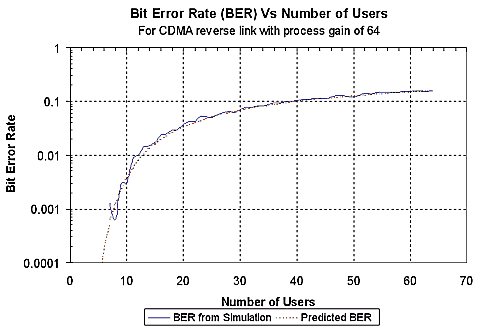 Bit Error Rate (BER) Vs Number of Users
For CDMA reverse link with process gain of 64
Bit Error Rate
1
0.1
0.01
0.001
0.0001
0 10 20 30 40 50 60 70
Number of Users
BER from Simulation Predicted BER